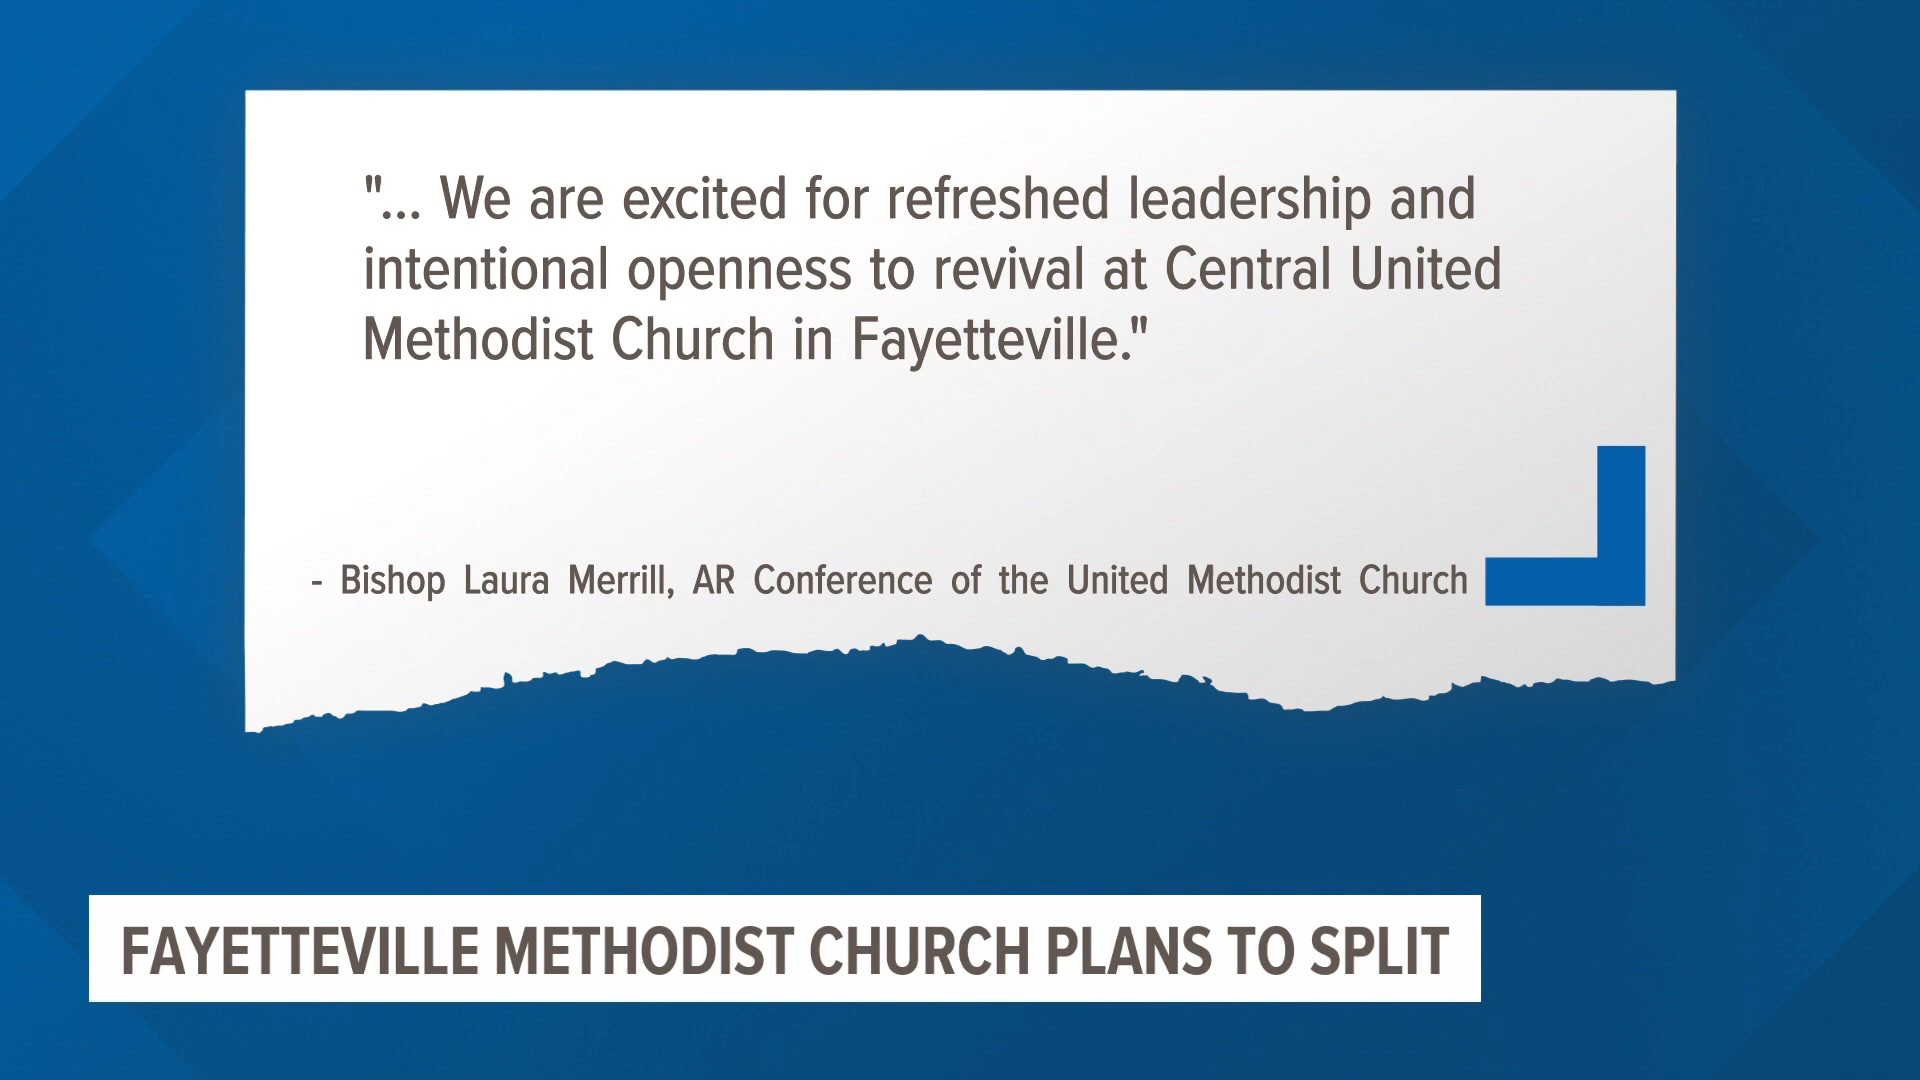 "... We are excited for refreshed leadership and
intentional openness to revival at Central United
Methodist Church in Fayetteville."
- Bishop Laura Merrill, AR Conference of the United Methodist Church
FAYETTEVILLE METHODIST CHURCH PLANS TO SPLIT